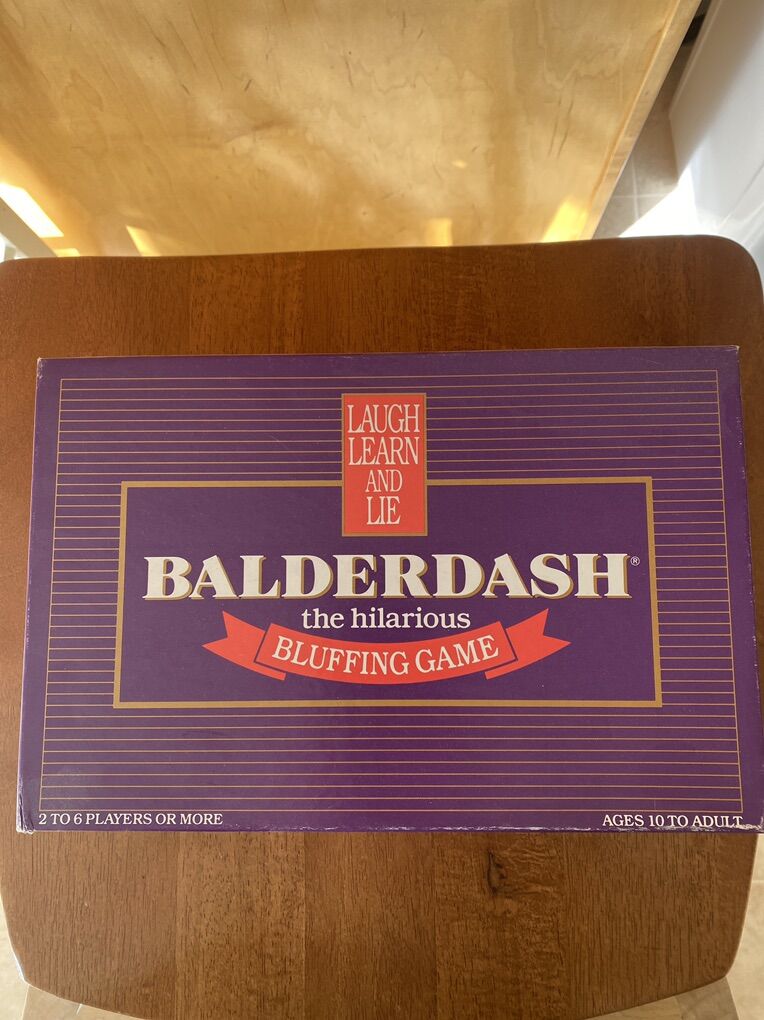 LAUGH
LEARN
AND
LIE
BALDERDASH®
the hilarious
BLUFFING GAME
2 TO 6 PLAYERS OR MORE
AGES 10 TO ADULT